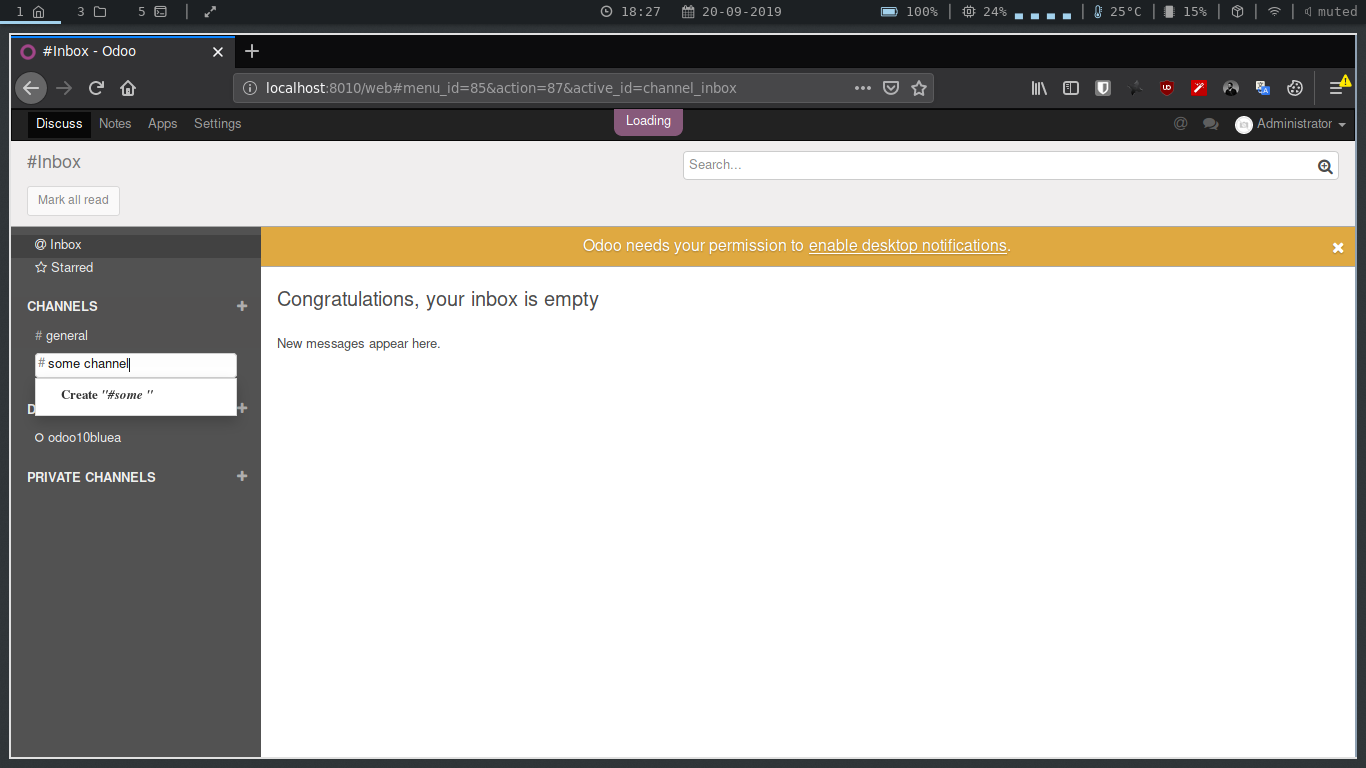 1 3 5 18:27 20-09-2019 100% 24% 25°C 15% muted
#Inbox - Odoo
localhost:8010/web#menu_id=85&action=87&active_id=channel_inbox
Discuss Notes Apps Settings Loading @ Administrator
#Inbox
Search...
Mark all read
@ Inbox
Odoo needs your permission to enable desktop notifications.
Starred
CHANNELS
Congratulations, your inbox is empty
# general
New messages appear here.
# some channel
Create "#some "
D
odoo10bluea
PRIVATE CHANNELS